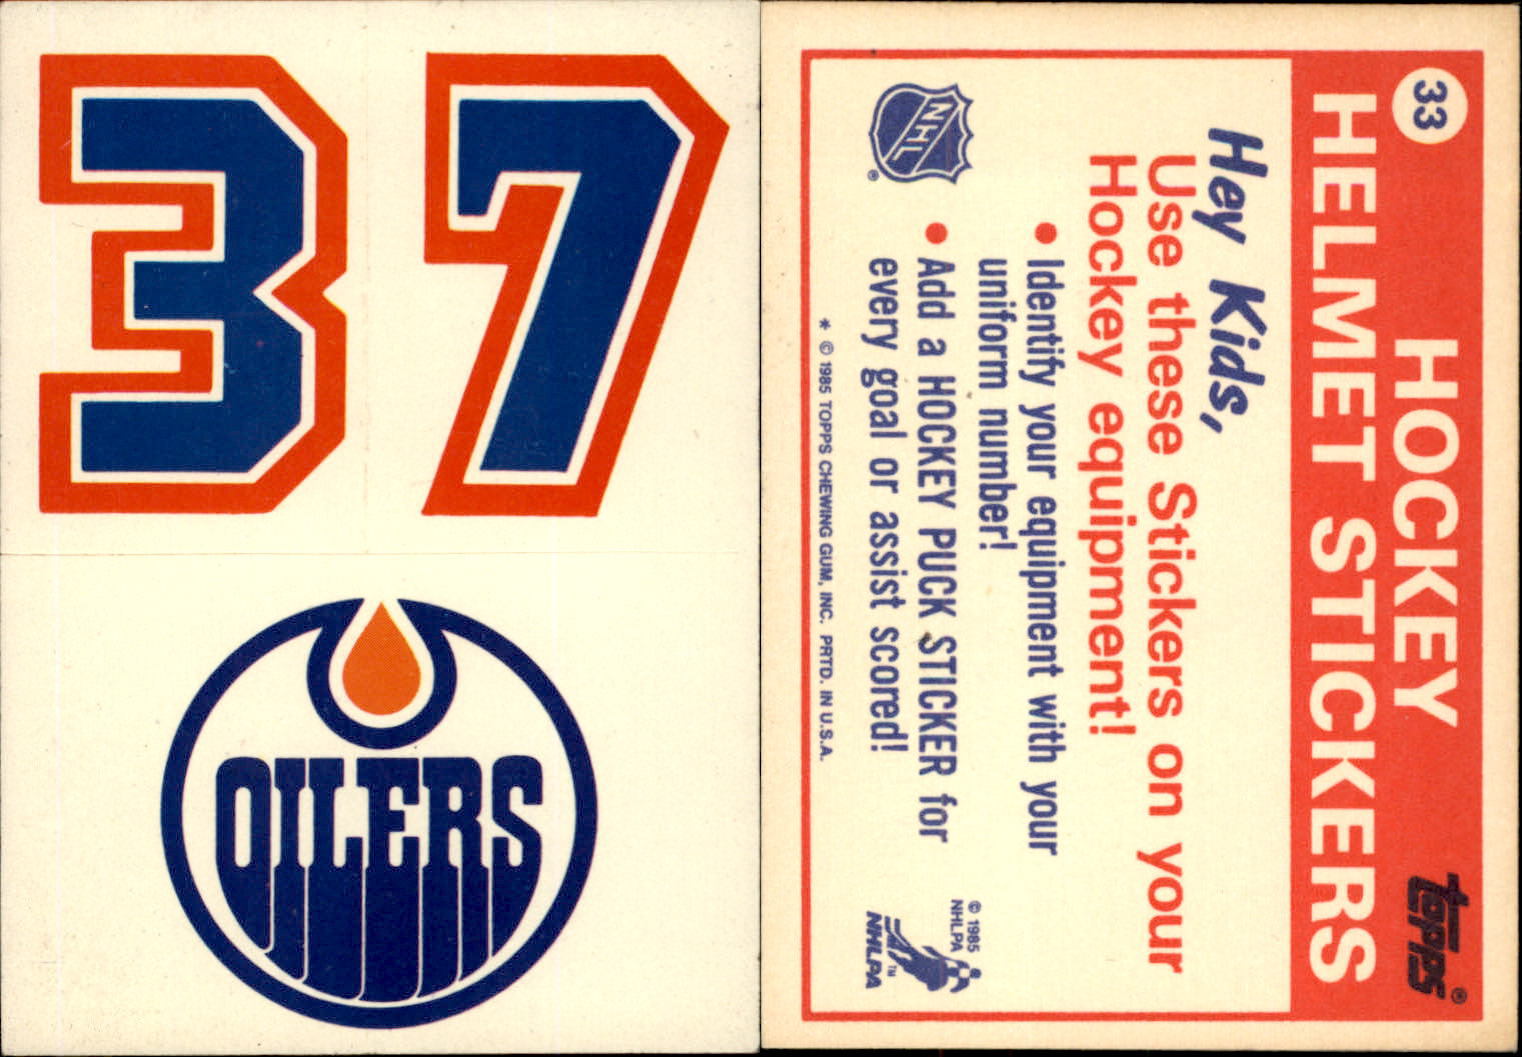 37
OILERS
33
HOCKEY
HELMET STICKERS
topps®
Hey Kids,
Use these Stickers on your
Hockey equipment!
• Identify your equipment with your
uniform number!
• Add a HOCKEY PUCK STICKER for
every goal or assist scored!
NHL
®
© 1985
NHLPA
NHLPA
TM
* © 1985 TOPPS CHEWING GUM, INC. PRTD. IN U.S.A.